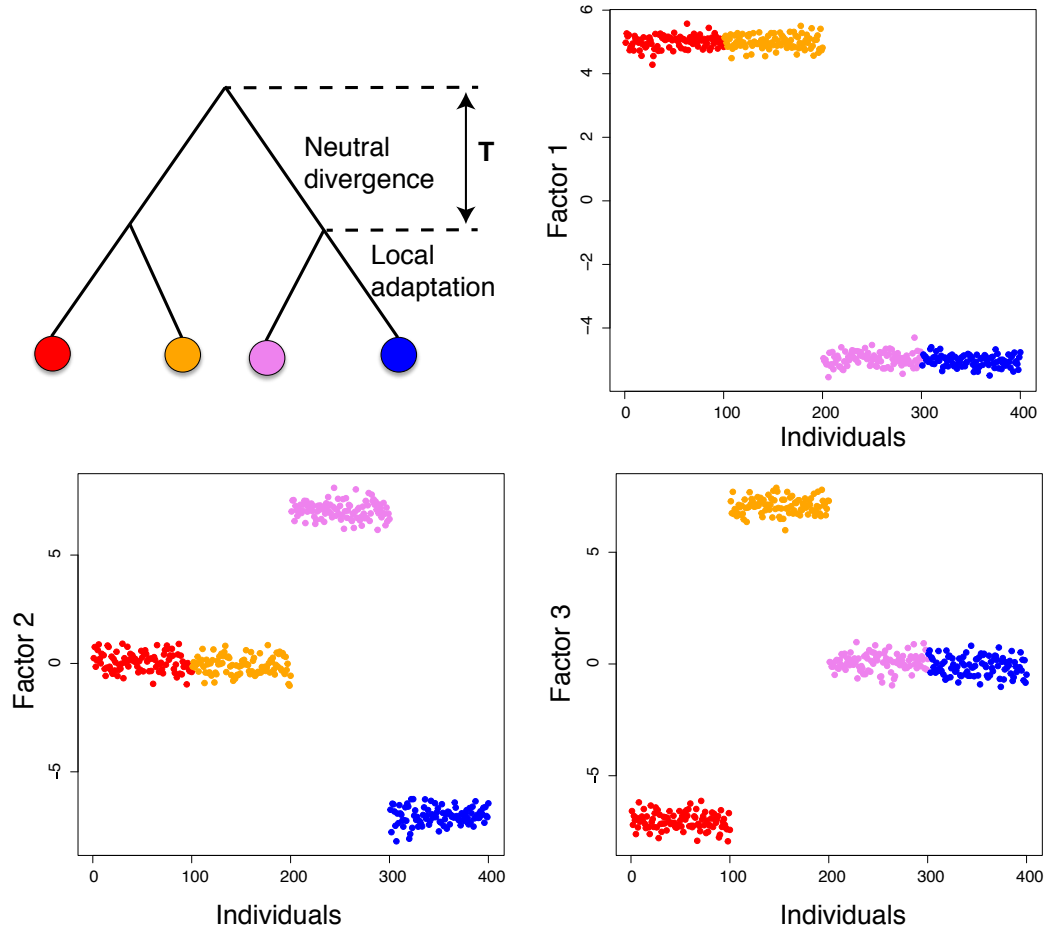 Neutral
divergence
T
Local
adaptation
Factor 1
6
4
2
0
−2
−4
0 100 200 300 400
Individuals
Factor 2
5
0
−5
0 100 200 300 400
Individuals
Factor 3
5
0
−5
0 100 200 300 400
Individuals